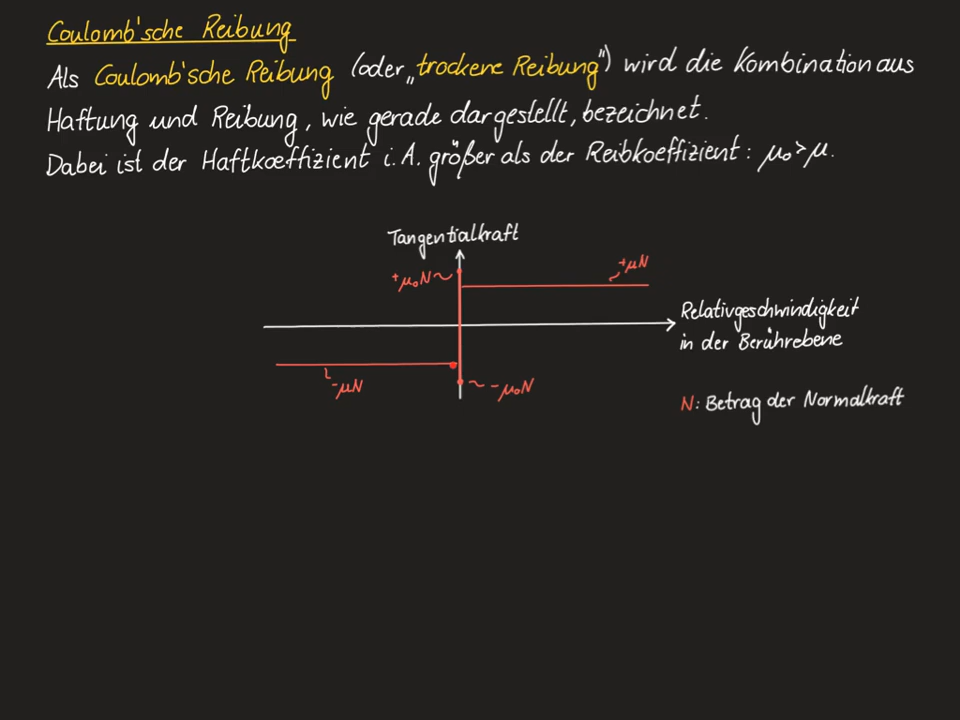 Coulomb'sche Reibung
Als Coulomb'sche Reibung (oder „trockene Reibung") wird die Kombination aus
Haftung und Reibung, wie gerade dargestellt, bezeichnet.
Dabei ist der Haftkoeffizient i. A. größer als der Reibkoeffizient: μ₀ > μ.
Tangentialkraft
+μ₀N
+μN
Relativgeschwindigkeit
in der Berührebene
-μN
-μ₀N
N: Betrag der Normalkraft